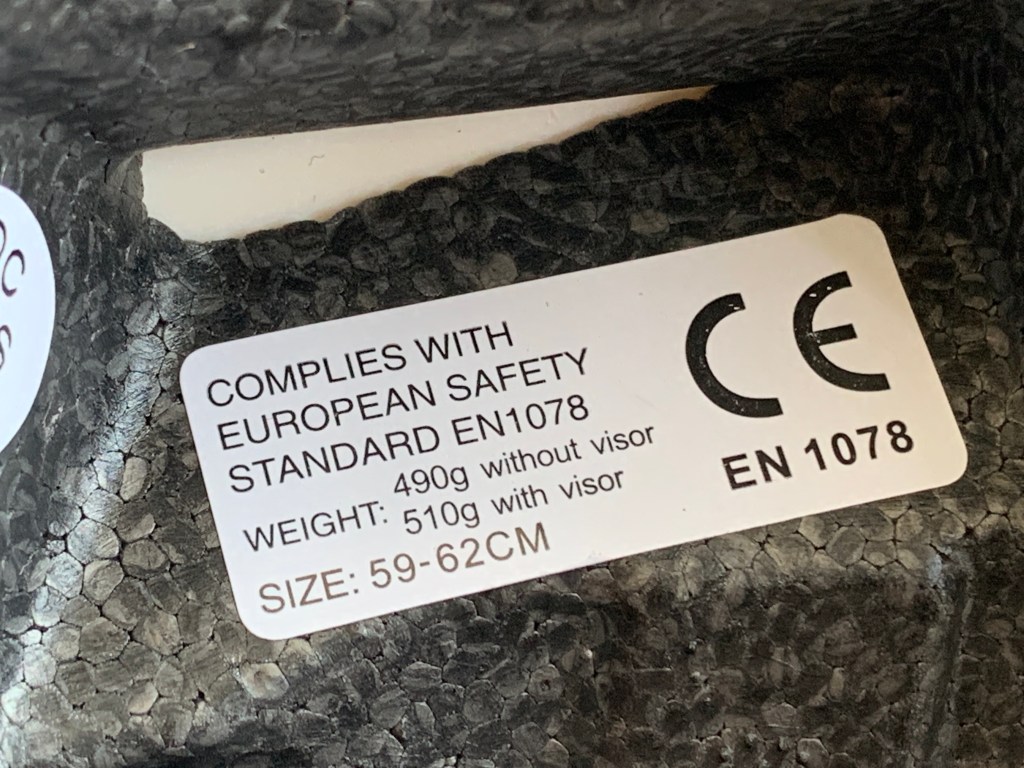 COMPLIES WITH
EUROPEAN SAFETY
STANDARD EN1078
WEIGHT: 490g without visor
510g with visor
SIZE: 59-62CM
CE
EN 1078